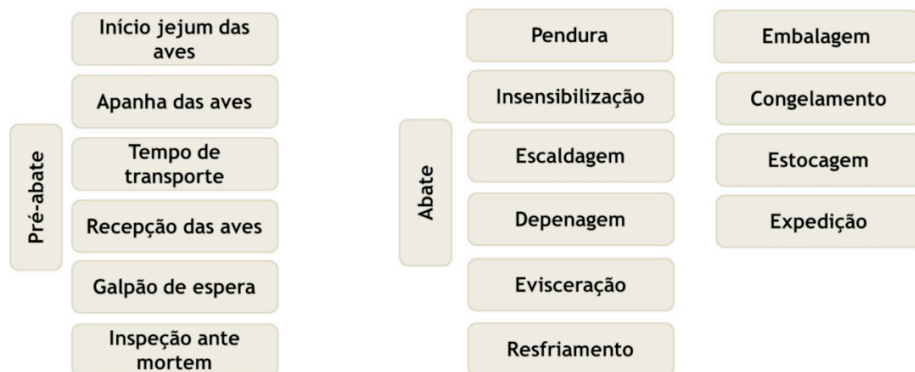 Pré-abate
Início jejum das
aves
Apanha das aves
Tempo de
transporte
Recepção das aves
Galpão de espera
Inspeção ante
mortem
Abate
Pendura
Insensibilização
Escaldagem
Depenagem
Evisceração
Resfriamento
Embalagem
Congelamento
Estocagem
Expedição